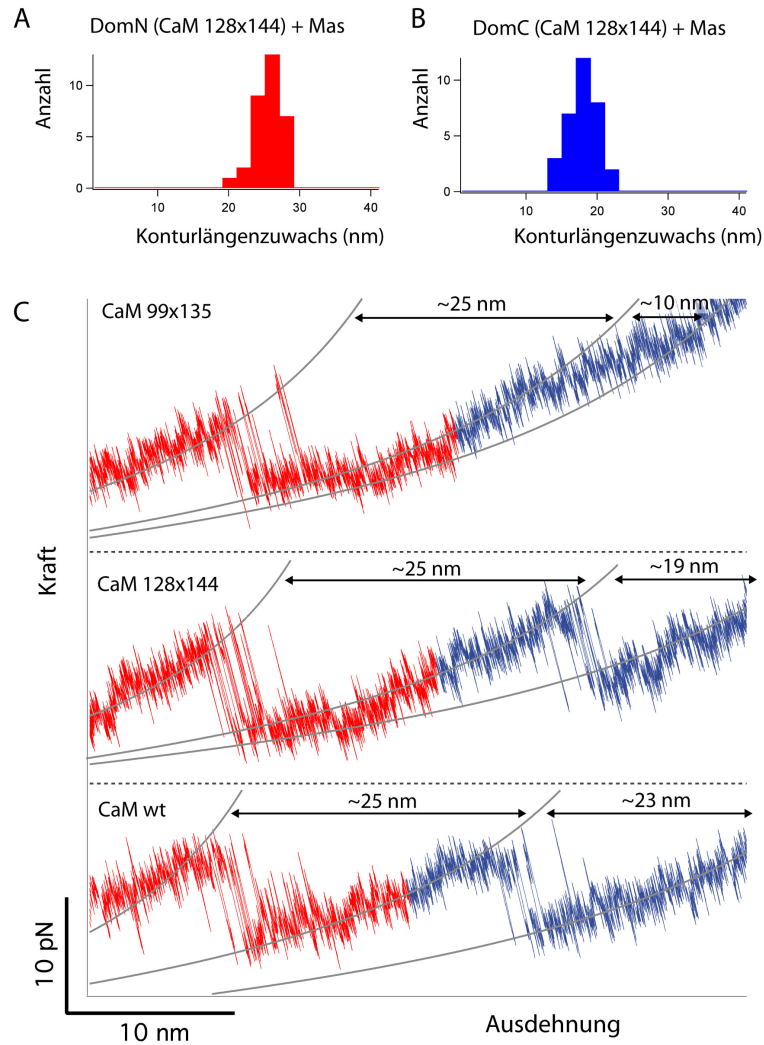 A
DomN (CaM 128x144) + Mas
Anzahl
10
5
0
10
20
30
40
Konturlängenzuwachs (nm)
B
DomC (CaM 128x144) + Mas
Anzahl
10
5
0
10
20
30
40
Konturlängenzuwachs (nm)
C
CaM 99x135
~25 nm
~10 nm
CaM 128x144
~25 nm
~19 nm
CaM wt
~25 nm
~23 nm
Kraft
10 pN
10 nm
Ausdehnung